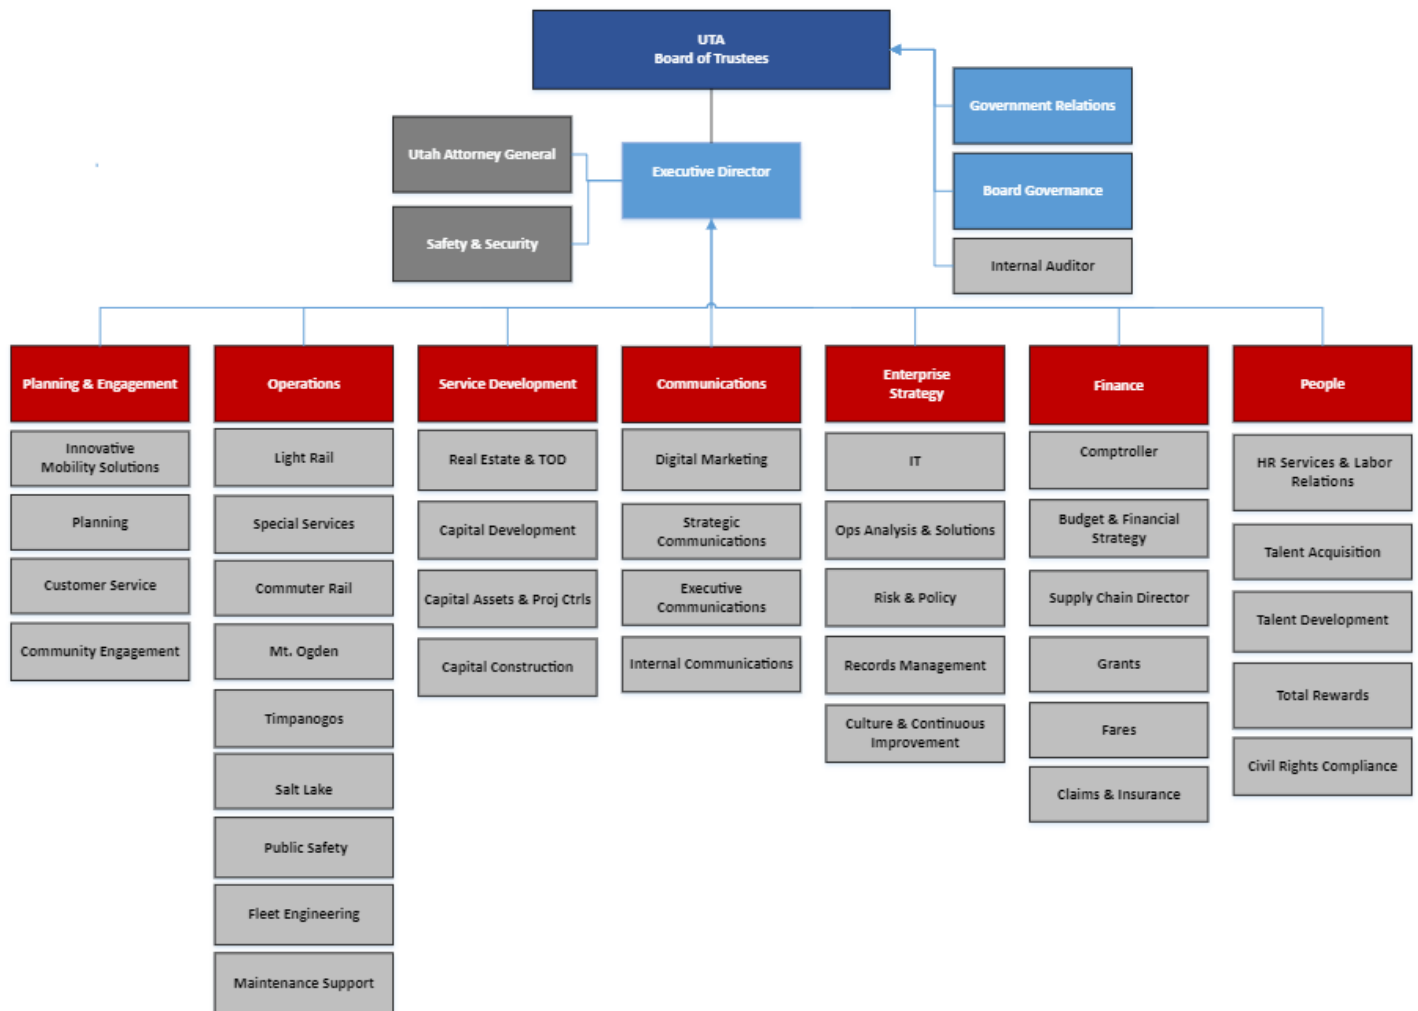 UTA
Board of Trustees
Government Relations
Utah Attorney General
Executive Director
Board Governance
Safety & Security
Internal Auditor
Planning & Engagement
Innovative
Mobility Solutions
Planning
Customer Service
Community Engagement
Operations
Light Rail
Special Services
Commuter Rail
Mt. Ogden
Timpanogos
Salt Lake
Public Safety
Fleet Engineering
Maintenance Support
Service Development
Real Estate & TOD
Capital Development
Capital Assets & Proj Ctrls
Capital Construction
Communications
Digital Marketing
Strategic
Communications
Executive
Communications
Internal Communications
Enterprise
Strategy
IT
Ops Analysis & Solutions
Risk & Policy
Records Management
Culture & Continuous
Improvement
Finance
Comptroller
Budget & Financial
Strategy
Supply Chain Director
Grants
Fares
Claims & Insurance
People
HR Services & Labor
Relations
Talent Acquisition
Talent Development
Total Rewards
Civil Rights Compliance